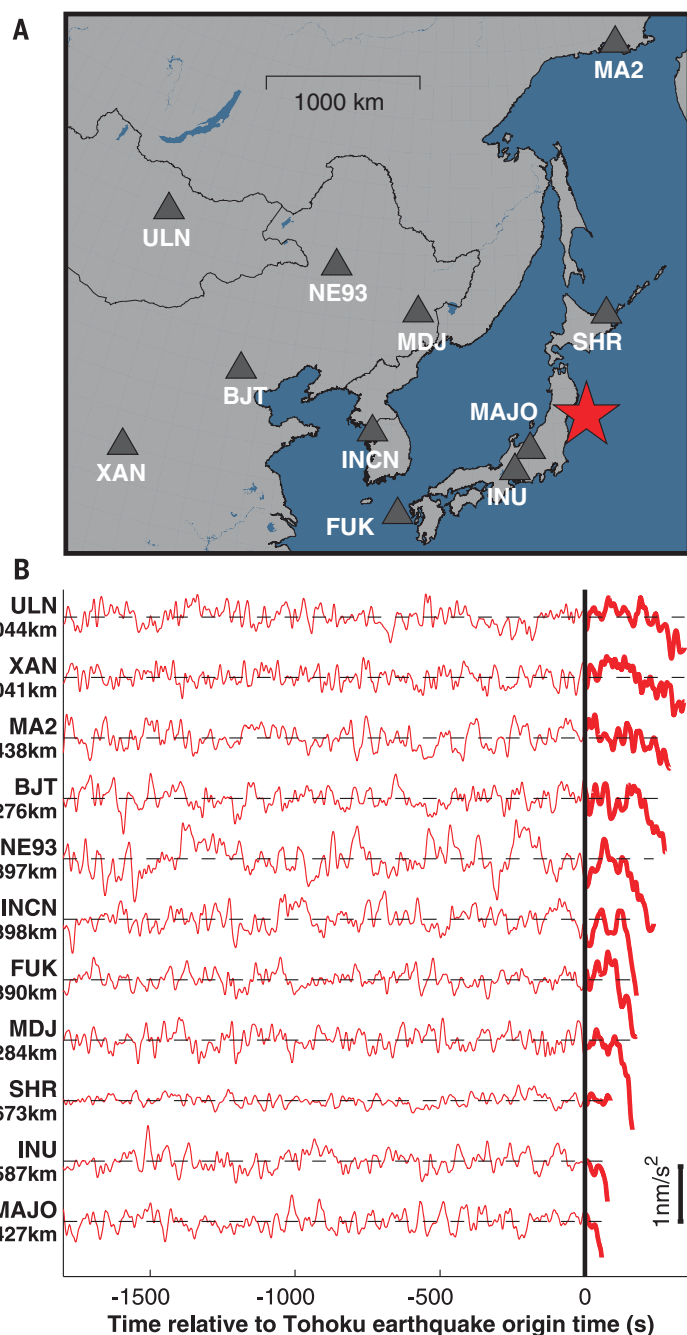 A
MA2
1000 km
ULN
NE93
MDJ
SHR
BJT
MAJO
XAN
INCN
INU
FUK
B
ULN
044km
XAN
041km
MA2
438km
BJT
276km
NE93
397km
INCN
398km
FUK
390km
MDJ
284km
SHR
673km
INU
587km
MAJO
427km
1nm/s²
-1500 -1000 -500 0
Time relative to Tohoku earthquake origin time (s)